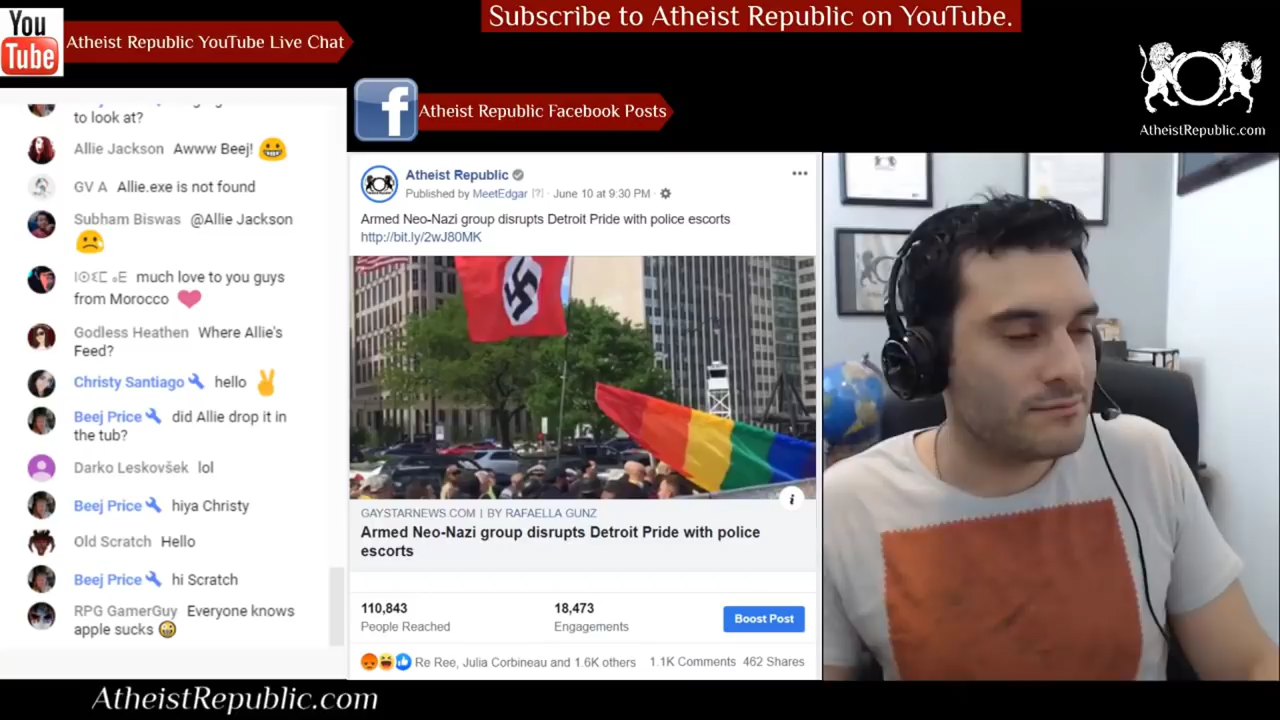 Subscribe to Atheist Republic on YouTube.
You
Tube
Atheist Republic YouTube Live Chat
Atheist Republic Facebook Posts
AtheistRepublic.com
to look at?
Allie Jackson Awww Beej!
GV A Allie.exe is not found
Subham Biswas @Allie Jackson
much love to you guys
from Morocco
Godless Heathen Where Allie's
Feed?
Christy Santiago hello
Beej Price did Allie drop it in
the tub?
Darko Leskovšek lol
Beej Price hiya Christy
Old Scratch Hello
Beej Price hi Scratch
RPG GamerGuy Everyone knows
apple sucks
Atheist Republic
Published by MeetEdgar [?] · June 10 at 9:30 PM ·
Armed Neo-Nazi group disrupts Detroit Pride with police escorts
http://bit.ly/2wJ80MK
GAYSTARNEWS.COM | BY RAFAELLA GUNZ
Armed Neo-Nazi group disrupts Detroit Pride with police
escorts
110,843 18,473
People Reached Engagements
Boost Post
Re Ree, Julia Corbineau and 1.6K others 1.1K Comments 462 Shares
AtheistRepublic.com